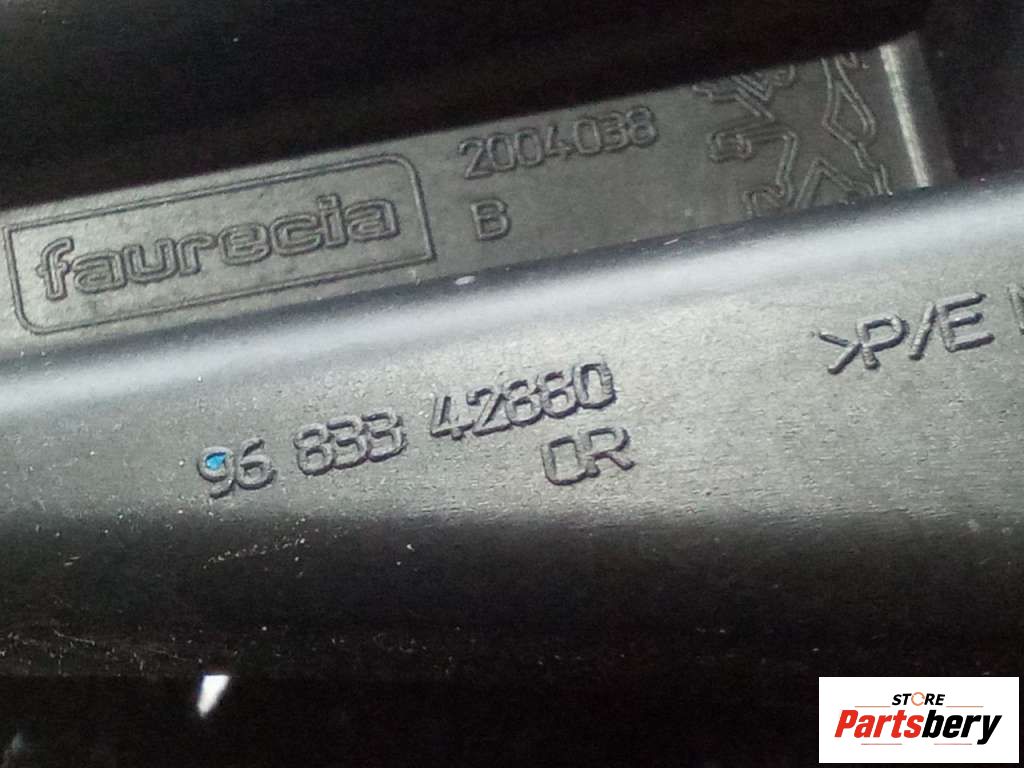 faurecia
2004038
B
>P/E
96 833 42880
OR
STORE
Partsbery